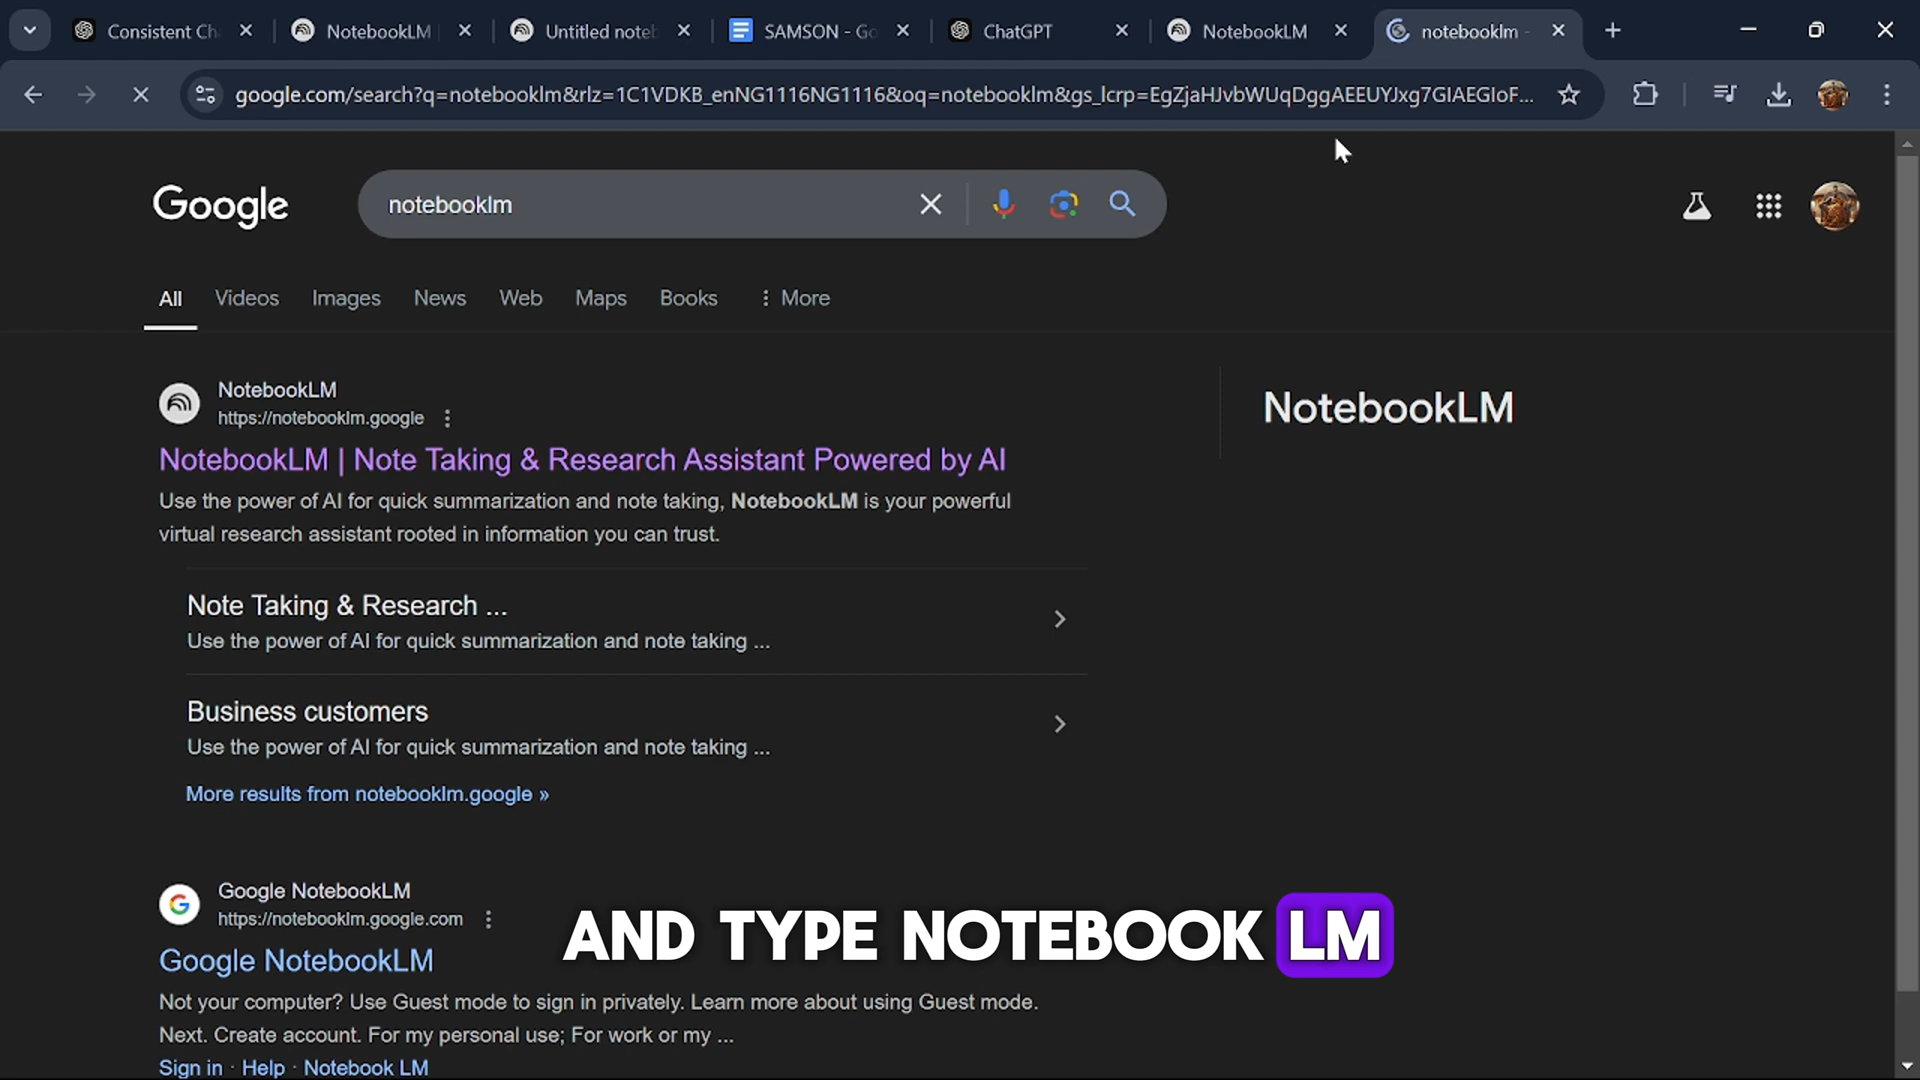 Consistent Ch
NotebookLM
Untitled noteb
SAMSON - Go
ChatGPT
NotebookLM
notebooklm -
google.com/search?q=notebooklm&rlz=1C1VDKB_enNG1116NG1116&oq=notebooklm&gs_lcrp=EgZjaHJvbWUqDggAEEUYJxg7GIAEGIoF...
Google
notebooklm
All
Videos
Images
News
Web
Maps
Books
More
NotebookLM
https://notebooklm.google
NotebookLM | Note Taking & Research Assistant Powered by AI
Use the power of AI for quick summarization and note taking, NotebookLM is your powerful
virtual research assistant rooted in information you can trust.
NotebookLM
Note Taking & Research ...
Use the power of AI for quick summarization and note taking ...
Business customers
Use the power of AI for quick summarization and note taking ...
More results from notebooklm.google »
Google NotebookLM
https://notebooklm.google.com
AND TYPE NOTEBOOK LM
Google NotebookLM
Not your computer? Use Guest mode to sign in privately. Learn more about using Guest mode.
Next. Create account. For my personal use; For work or my ...
Sign in · Help · Notebook LM